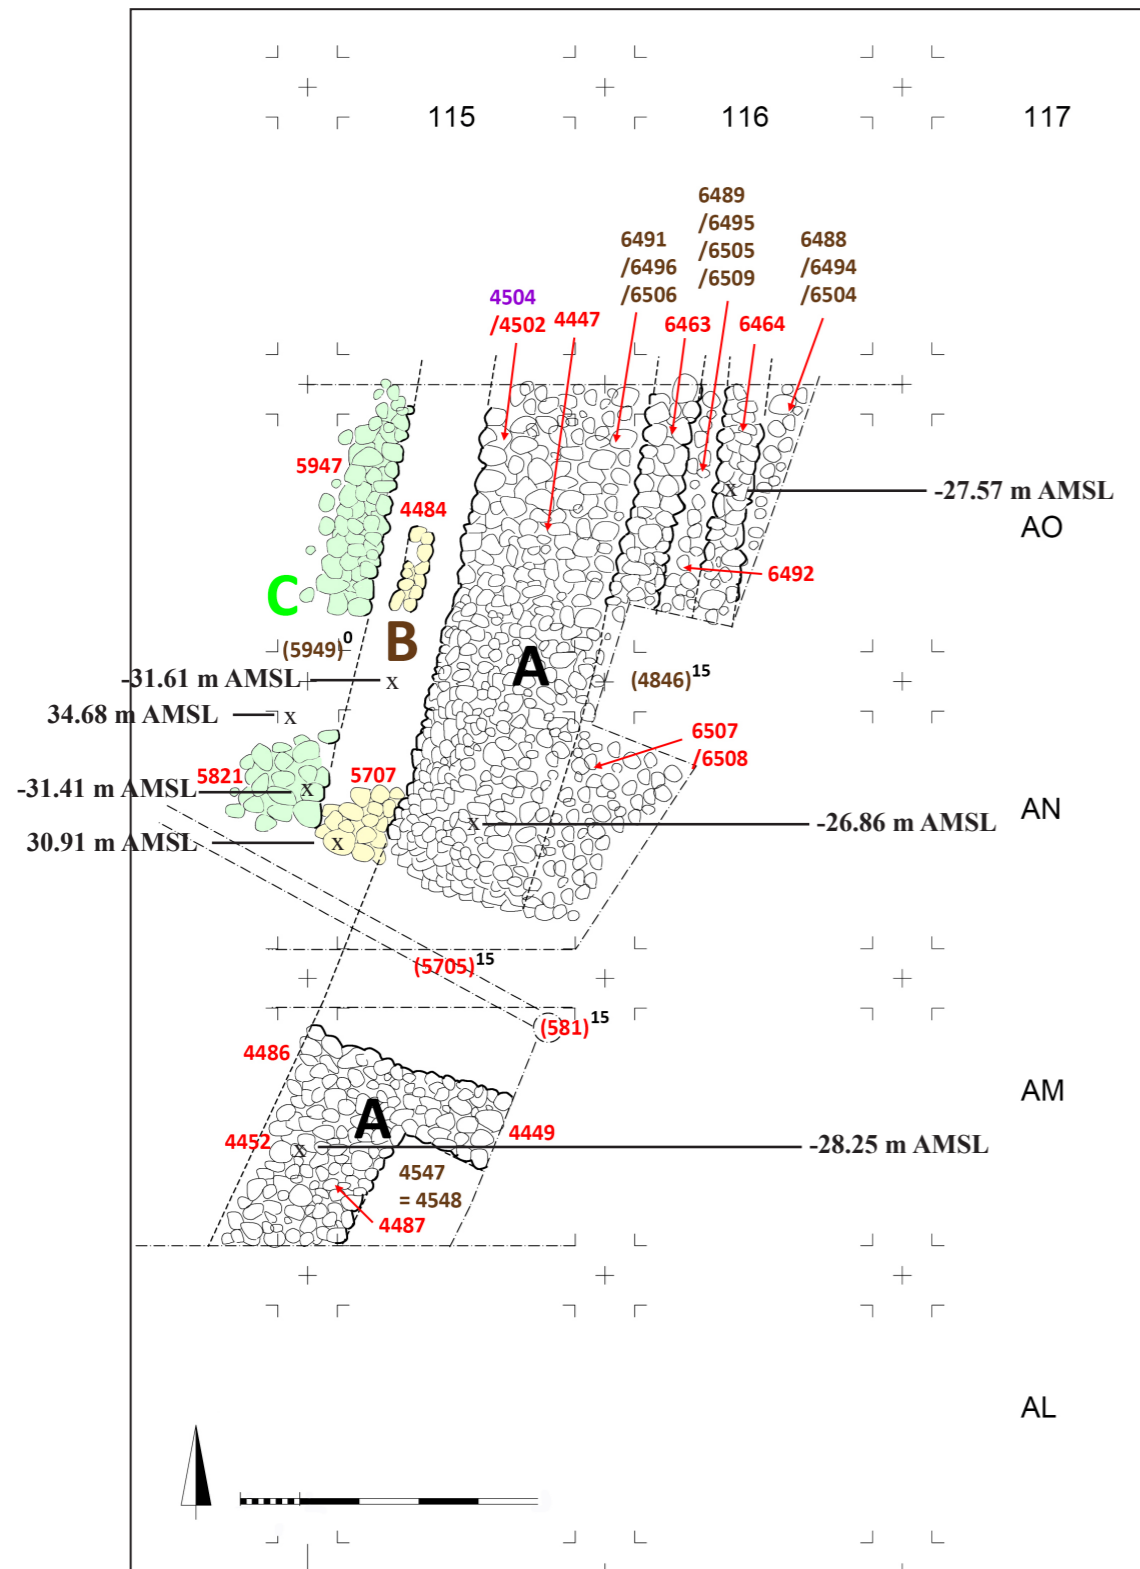 115
116
117
6489
/6495
/6505
/6509
6491
/6496
/6506
6488
/6494
/6504
4504
/4502
4447
6463
6464
5947
-27.57 m AMSL
4484
AO
6492
C
(5949)⁰
B
A
-31.61 m AMSL
(4846)¹⁵
x
34.68 m AMSL
x
6507
/6508
5821
5707
-31.41 m AMSL
x
AN
x
-26.86 m AMSL
30.91 m AMSL
x
(5705)¹⁵
(581)¹⁵
4486
AM
A
4449
4452
x
-28.25 m AMSL
4547
= 4548
4487
AL